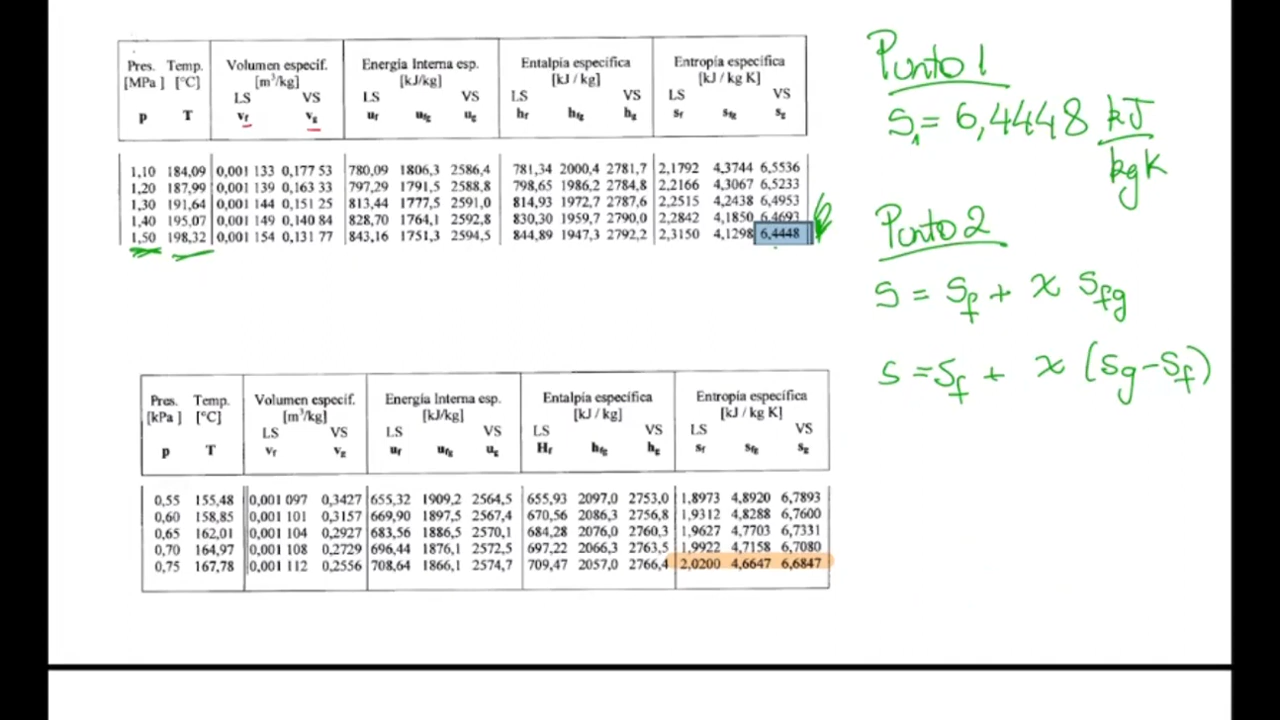 Pres. Temp. Volumen especif. Energía Interna esp. Entalpía específica Entropía específica
[MPa ] [°C] [m³/kg] [kJ/kg] [kJ / kg] [kJ / kg K]
LS VS LS VS LS VS LS VS
p T vf vg uf ufg ug hf hfg hg sf sfg sg
1,10 184,09 0,001 133 0,177 53 780,09 1806,3 2586,4 781,34 2000,4 2781,7 2,1792 4,3744 6,5536
1,20 187,99 0,001 139 0,163 33 797,29 1791,5 2588,8 798,65 1986,2 2784,8 2,2166 4,3067 6,5233
1,30 191,64 0,001 144 0,151 25 813,44 1777,5 2591,0 814,93 1972,7 2787,6 2,2515 4,2438 6,4953
1,40 195,07 0,001 149 0,140 84 828,70 1764,1 2592,8 830,30 1959,7 2790,0 2,2842 4,1850 6,4693
1,50 198,32 0,001 154 0,131 77 843,16 1751,3 2594,5 844,89 1947,3 2792,2 2,3150 4,1298 6,4448
Pres. Temp. Volumen especif. Energía Interna esp. Entalpía específica Entropía específica
[kPa ] [°C] [m³/kg] [kJ/kg] [kJ / kg] [kJ / kg K]
LS VS LS VS LS VS LS VS
p T vf vg uf ufg ug Hf hfg hg sf sfg sg
0,55 155,48 0,001 097 0,3427 655,32 1909,2 2564,5 655,93 2097,0 2753,0 1,8973 4,8920 6,7893
0,60 158,85 0,001 101 0,3157 669,90 1897,5 2567,4 670,56 2086,3 2756,8 1,9312 4,8288 6,7600
0,65 162,01 0,001 104 0,2927 683,56 1886,5 2570,1 684,28 2076,0 2760,3 1,9627 4,7703 6,7331
0,70 164,97 0,001 108 0,2729 696,44 1876,1 2572,5 697,22 2066,3 2763,5 1,9922 4,7158 6,7080
0,75 167,78 0,001 112 0,2556 708,64 1866,1 2574,7 709,47 2057,0 2766,4 2,0200 4,6647 6,6847
Punto 1
S₁ = 6,4448 kJ/kgK
Punto 2
S = Sf + x Sfg
S = Sf + x (Sg - Sf)